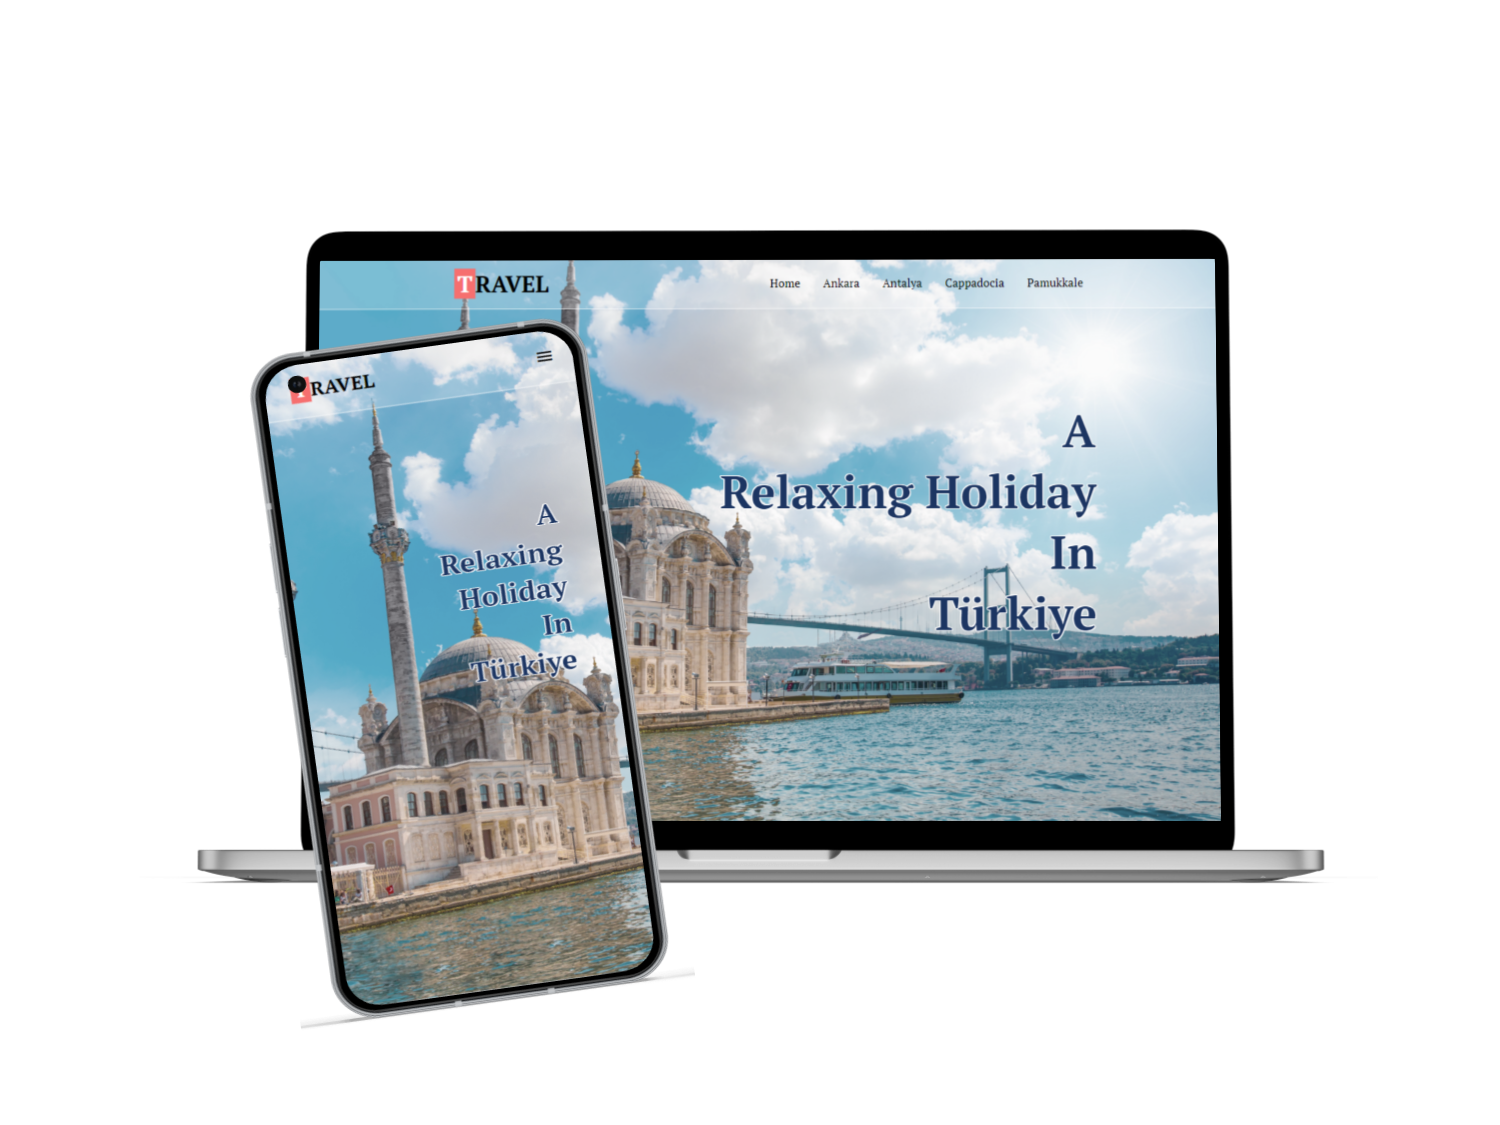 TRAVEL
Home Ankara Antalya Cappadocia Pamukkale
A
Relaxing Holiday
In
Türkiye
TRAVEL
A
Relaxing
Holiday
In
Türkiye